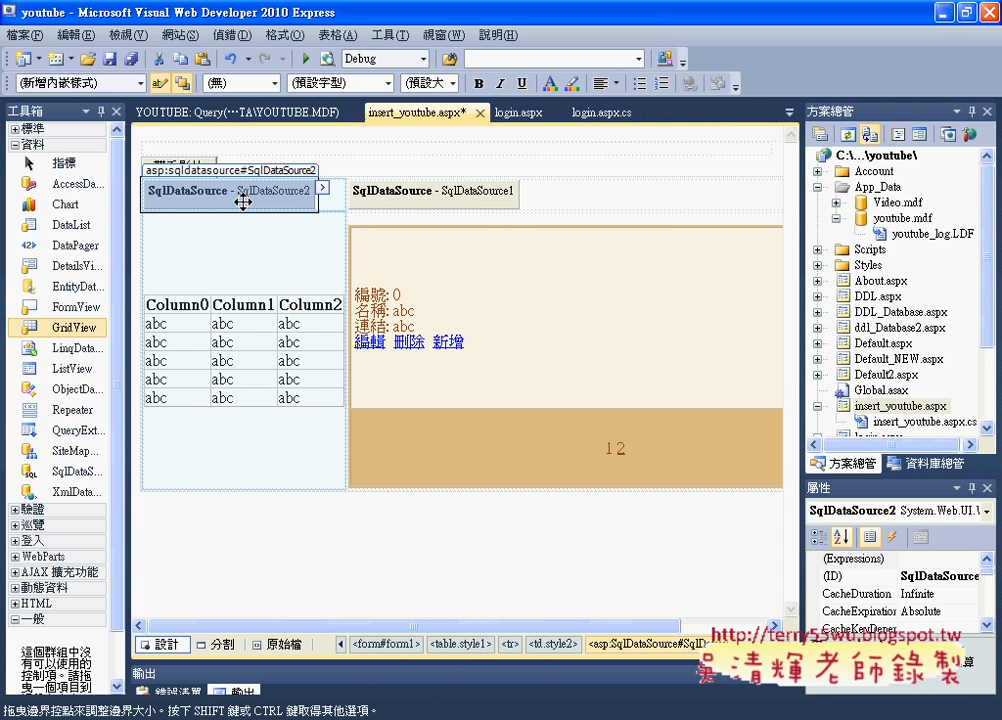 youtube - Microsoft Visual Web Developer 2010 Express
檔案(F) 編輯(E) 檢視(V) 網站(S) 偵錯(D) 格式(O) 表格(A) 工具(T) 視窗(W) 說明(H)
Debug
(新增內嵌樣式) (無) (預設字型) (預設大 B I U A
工具箱
YOUTUBE: Query(⋯TA\YOUTUBE.MDF) insert_youtube.aspx* login.aspx login.aspx.cs
方案總管
標準
資料
指標
AccessDa...
Chart
DataList
DataPager
DetailsVi...
EntityDat...
FormView
GridView
LinqData...
ListView
ObjectDa...
Repeater
QueryExt...
SiteMap...
SqlDataS...
XmlData...
驗證
巡覽
登入
WebParts
AJAX 擴充功能
動態資料
HTML
一般
這個群組中沒
有可以使用的
控制項。請拖
曳一個項目到
asp:sqldatasource#SqlDataSource2
SqlDataSource - SqlDataSource2
SqlDataSource - SqlDataSource1
Column0 Column1 Column2
abc abc abc
abc abc abc
abc abc abc
abc abc abc
abc abc abc
編號: 0
名稱: abc
連結: abc
編輯 刪除 新增
1 2
設計 分割 原始檔
<form#form1> <table.style1> <tr> <td.style2> <asp:SqlDataSource#SqlD
輸出
錯誤清單 輸出
C:\...\youtube\
Account
App_Data
Video.mdf
youtube.mdf
youtube_log.LDF
Scripts
Styles
About.aspx
DDL.aspx
DDL_Database.aspx
ddl_Database2.aspx
Default.aspx
Default_NEW.aspx
Default2.aspx
Global.asax
insert_youtube.aspx
insert_youtube.aspx.cs
方案總管 資料庫總管
屬性
SqlDataSource2 System.Web.UI.
(Expressions)
(ID) SqlDataSource
CacheDuration Infinite
CacheExpiration Absolute
CacheKeyDepen
http://terry55wu.blogspot.tw
吳清輝老師錄製
拖曳邊界控點來調整邊界大小。按下 SHIFT 鍵或 CTRL 鍵取得其他選項。